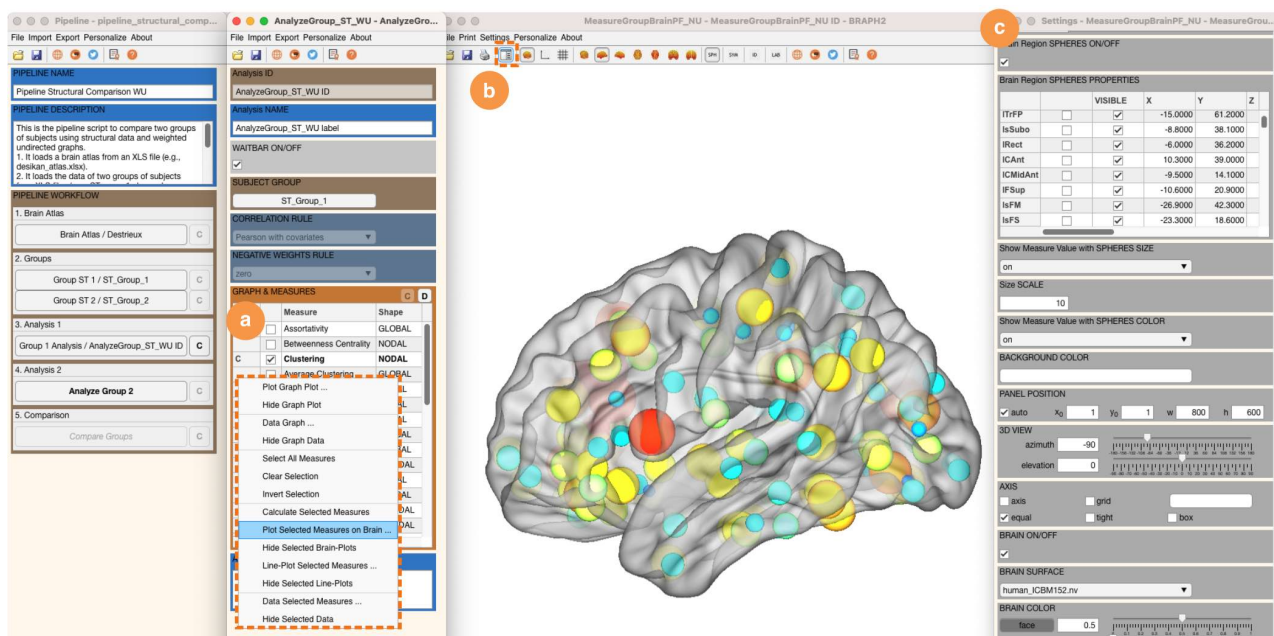 Pipeline - pipeline_structural_comp...
File Import Export Personalize About
PIPELINE NAME
Pipeline Structural Comparison WU
PIPELINE DESCRIPTION
This is the pipeline script to compare two groups
of subjects using structural data and weighted
undirected graphs.
1. It loads a brain atlas from an XLS file (e.g.,
desikan_atlas.xlsx).
2. It loads the data of two groups of subjects
PIPELINE WORKFLOW
1. Brain Atlas
Brain Atlas / Destrieux C
2. Groups
Group ST 1 / ST_Group_1 C
Group ST 2 / ST_Group_2 C
3. Analysis 1
Group 1 Analysis / AnalyzeGroup_ST_WU ID C
4. Analysis 2
Analyze Group 2 C
5. Comparison
Compare Groups C
AnalyzeGroup_ST_WU - AnalyzeGro...
File Import Export Personalize About
Analysis ID
AnalyzeGroup_ST_WU ID
Analysis NAME
AnalyzeGroup_ST_WU label
WAITBAR ON/OFF
SUBJECT GROUP
ST_Group_1
CORRELATION RULE
Pearson with covariates
NEGATIVE WEIGHTS RULE
zero
GRAPH & MEASURES C D
a
Measure Shape
Assortativity GLOBAL
Betweenness Centrality NODAL
C Clustering NODAL
Average Clustering GLOBAL
Plot Graph Plot ...
Hide Graph Plot
Data Graph ...
Hide Graph Data
Select All Measures
Clear Selection
Invert Selection
Calculate Selected Measures
Plot Selected Measures on Brain ...
Hide Selected Brain-Plots
Line-Plot Selected Measures ...
Hide Selected Line-Plots
Data Selected Measures ...
Hide Selected Data
MeasureGroupBrainPF_NU - MeasureGroupBrainPF_NU ID - BRAPH2
Print Settings Personalize About
SPH SYM ID LAB
b
c
Settings - MeasureGroupBrainPF_NU - MeasureGrou...
Region SPHERES ON/OFF
Brain Region SPHERES PROPERTIES
VISIBLE X Y Z
lTrFP -15.0000 61.2000
lsSubo -8.8000 38.1000
lRect -6.0000 36.2000
lCAnt 10.3000 39.0000
lCMidAnt -9.5000 14.1000
lFSup -10.6000 20.9000
lsFM -26.9000 42.3000
lsFS -23.3000 18.6000
Show Measure Value with SPHERES SIZE
on
Size SCALE
10
Show Measure Value with SPHERES COLOR
on
BACKGROUND COLOR
PANEL POSITION
auto x0 1 y0 1 w 800 h 600
3D VIEW
azimuth -90
elevation 0
AXIS
axis grid
equal tight box
BRAIN ON/OFF
BRAIN SURFACE
human_ICBM152.nv
BRAIN COLOR
face 0.5